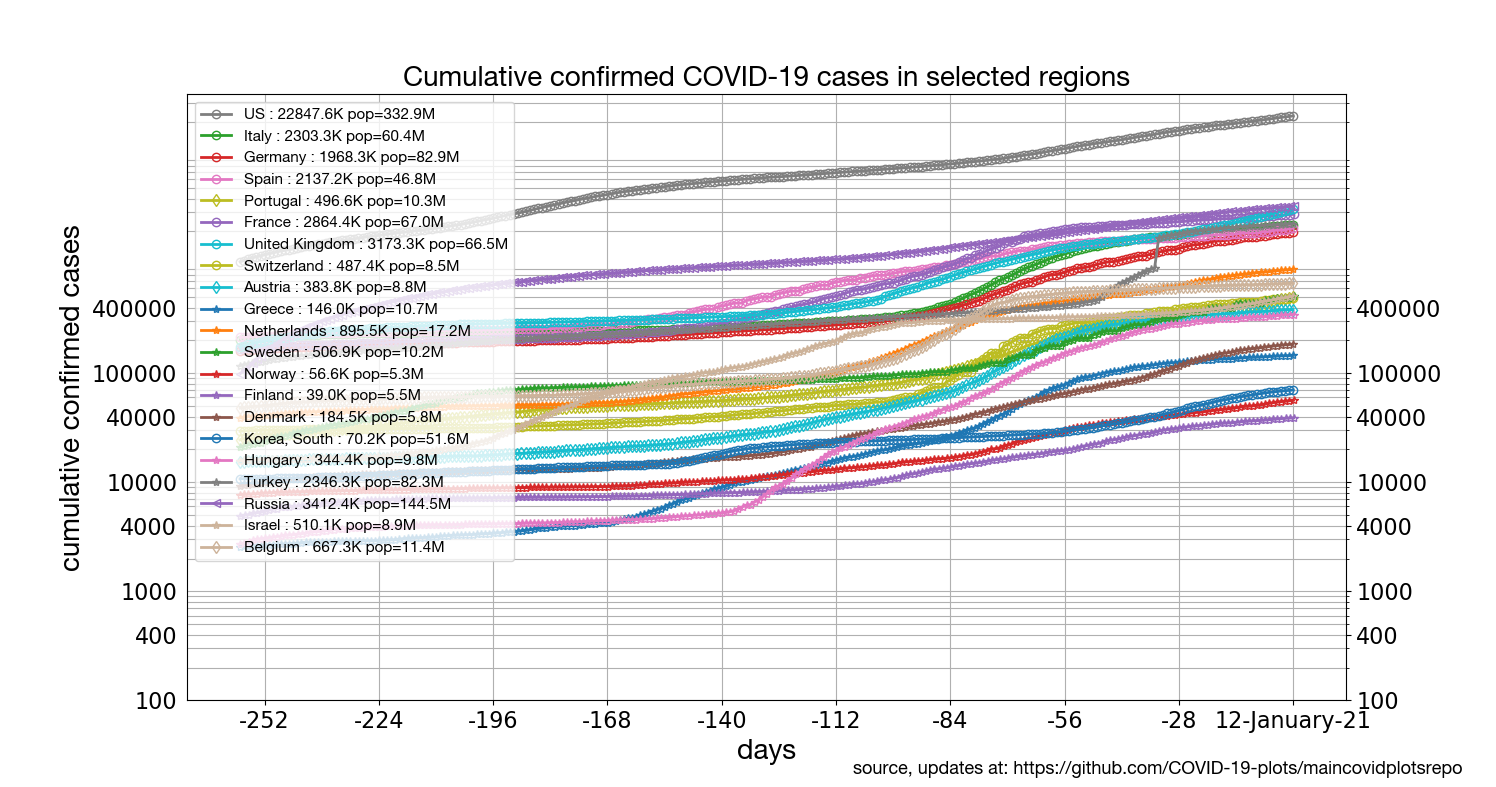 Cumulative confirmed COVID-19 cases in selected regions
US : 22847.6K pop=332.9M
Italy : 2303.3K pop=60.4M
Germany : 1968.3K pop=82.9M
Spain : 2137.2K pop=46.8M
Portugal : 496.6K pop=10.3M
France : 2864.4K pop=67.0M
United Kingdom : 3173.3K pop=66.5M
Switzerland : 487.4K pop=8.5M
Austria : 383.8K pop=8.8M
Greece : 146.0K pop=10.7M
Netherlands : 895.5K pop=17.2M
Sweden : 506.9K pop=10.2M
Norway : 56.6K pop=5.3M
Finland : 39.0K pop=5.5M
Denmark : 184.5K pop=5.8M
Korea, South : 70.2K pop=51.6M
Hungary : 344.4K pop=9.8M
Turkey : 2346.3K pop=82.3M
Russia : 3412.4K pop=144.5M
Israel : 510.1K pop=8.9M
Belgium : 667.3K pop=11.4M
cumulative confirmed cases
400000
100000
40000
10000
4000
1000
400
100
400000
100000
40000
10000
4000
1000
400
100
-252 -224 -196 -168 -140 -112 -84 -56 -28 12-January-21
days
source, updates at: https://github.com/COVID-19-plots/maincovidplotsrepo